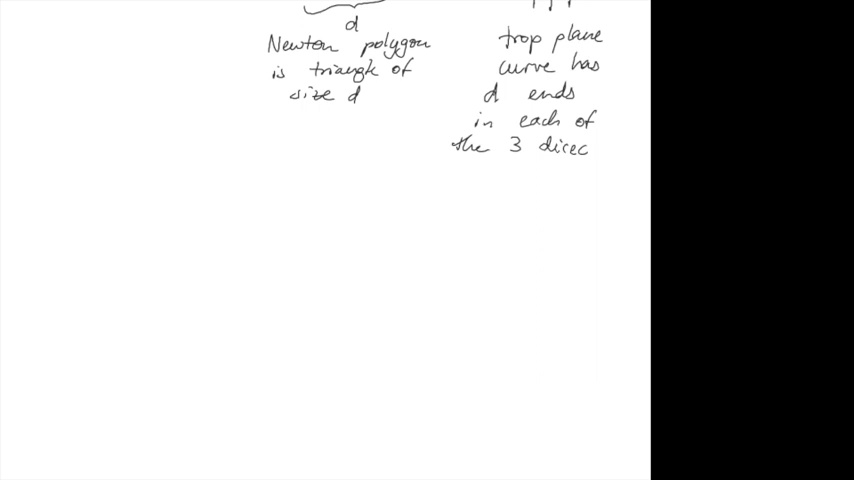 d
Newton polygon
is triangle of
size d
trop plane
curve has
d ends
in each of
the 3 direc